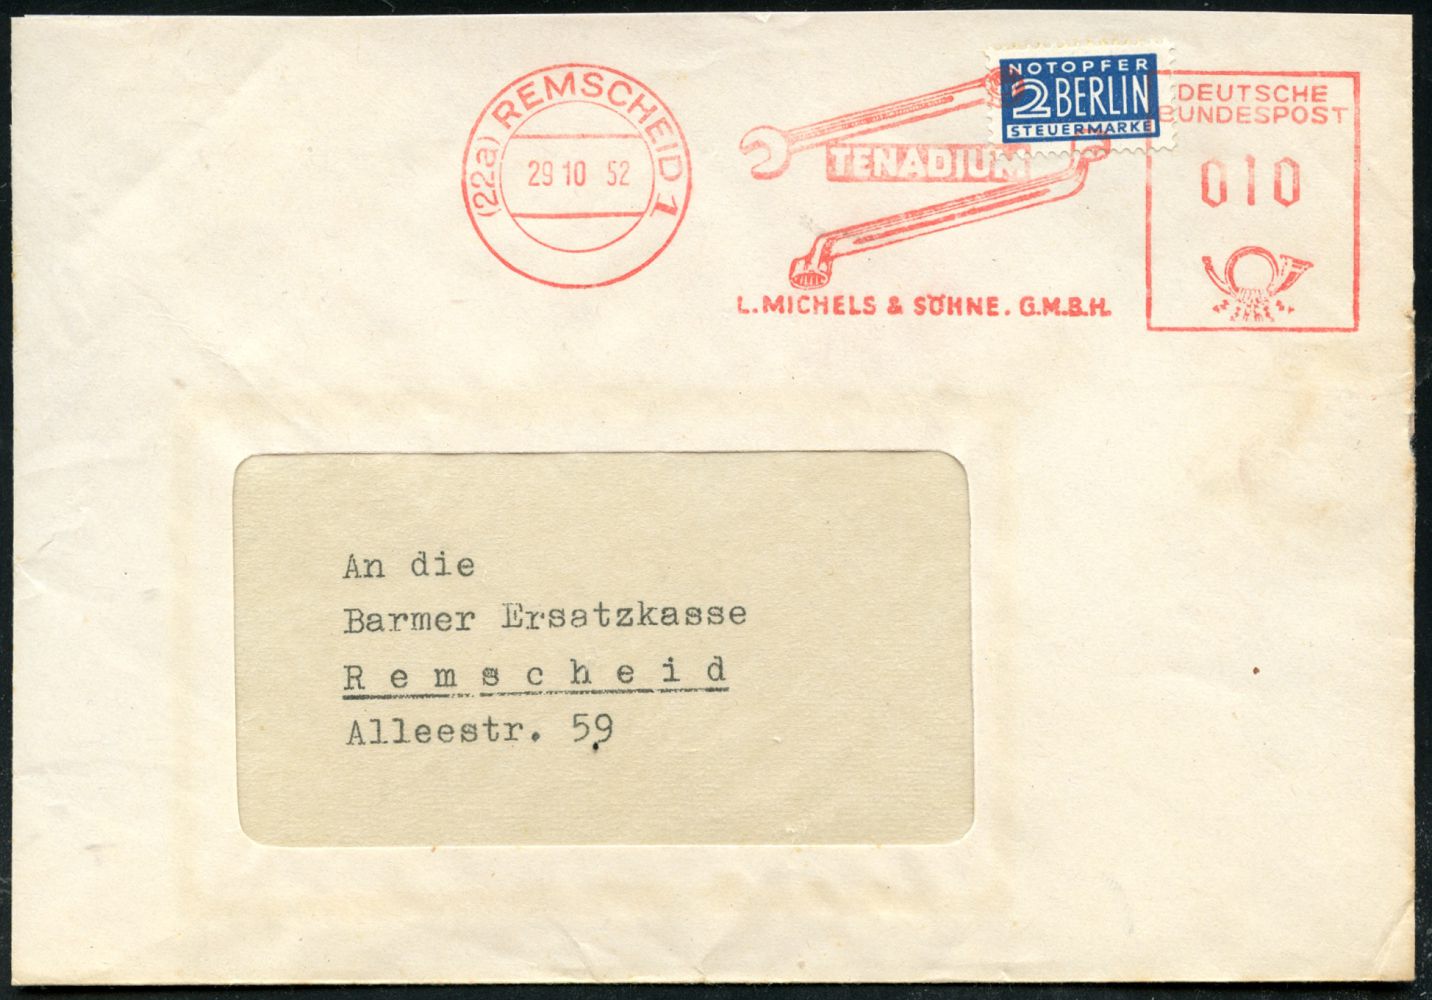 (22a) REMSCHEID 1
29 10 52
TENADIUM
L. MICHELS & SÖHNE. G.M.B.H.
NOTOPFER
2 BERLIN
STEUERMARKE
DEUTSCHE
BUNDESPOST
010
An die
Barmer Ersatzkasse
Remscheid
Alleestr. 59